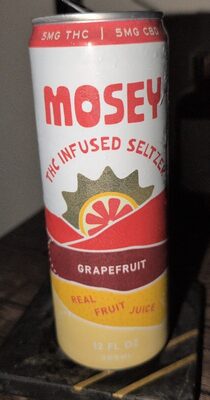 5MG THC | 5MG CBD
MOSEY
THC INFUSED SELTZER
GRAPEFRUIT
REAL
FRUIT JUICE
12 FL OZ